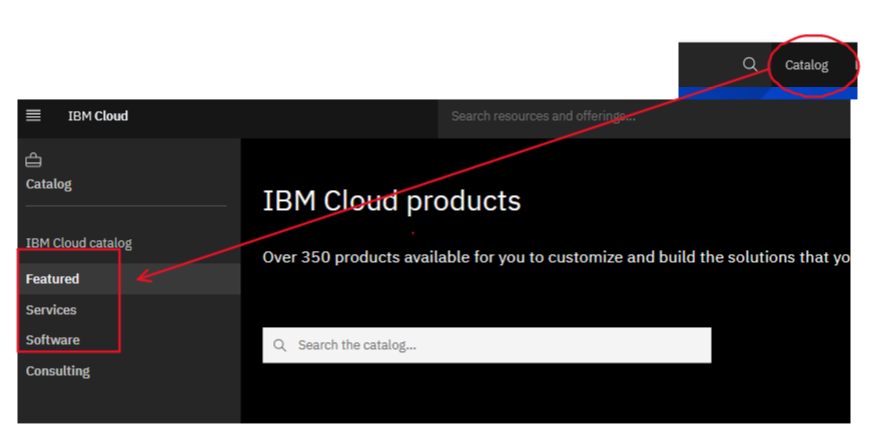 Catalog
IBM Cloud
Search resources and offerings...
Catalog
IBM Cloud products
IBM Cloud catalog
Over 350 products available for you to customize and build the solutions that yo
Featured
Services
Software
Search the catalog...
Consulting